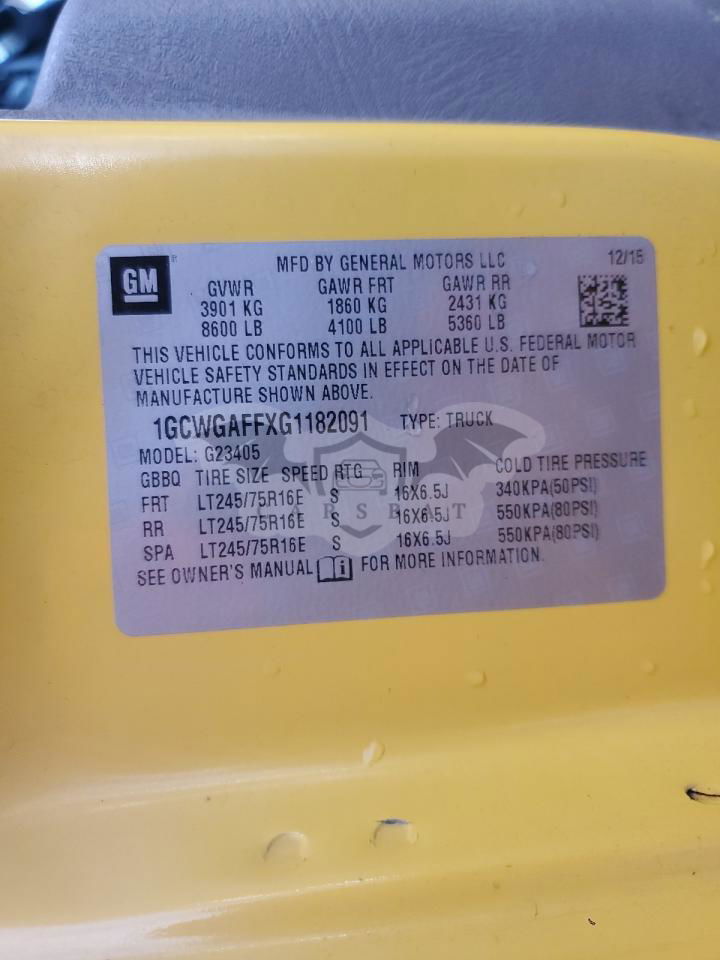 GM
MFD BY GENERAL MOTORS LLC 12/15
GVWR GAWR FRT GAWR RR
3901 KG 1860 KG 2431 KG
8600 LB 4100 LB 5360 LB
THIS VEHICLE CONFORMS TO ALL APPLICABLE U.S. FEDERAL MOTOR
VEHICLE SAFETY STANDARDS IN EFFECT ON THE DATE OF
MANUFACTURE SHOWN ABOVE.
1GCWGAFFXG1182091 TYPE: TRUCK
MODEL: G23405
GBBQ TIRE SIZE SPEED RTG RIM COLD TIRE PRESSURE
FRT LT245/75R16E S 16X6.5J 340KPA(50PSI)
RR LT245/75R16E S 16X6.5J 550KPA(80PSI)
SPA LT245/75R16E S 16X6.5J 550KPA(80PSI)
SEE OWNER'S MANUAL FOR MORE INFORMATION.
CARSBAT